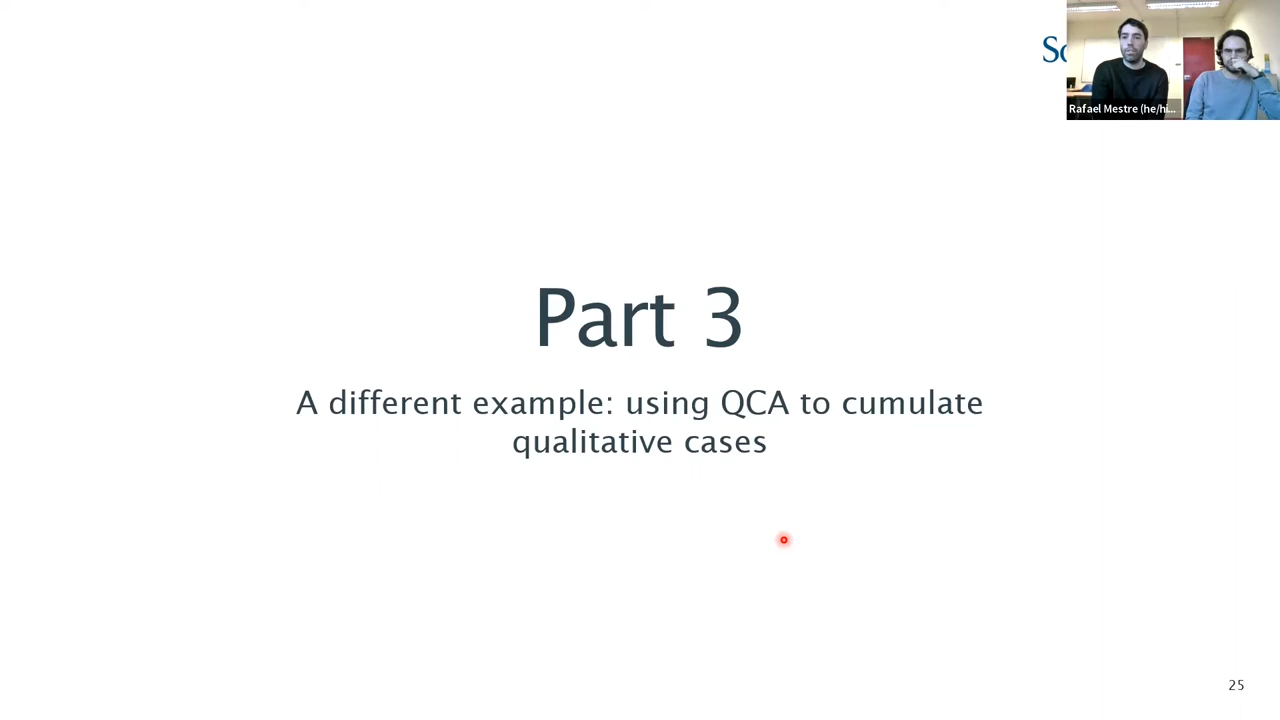 Rafael Mestre (he/hi...
Part 3
A different example: using QCA to cumulate
qualitative cases
25